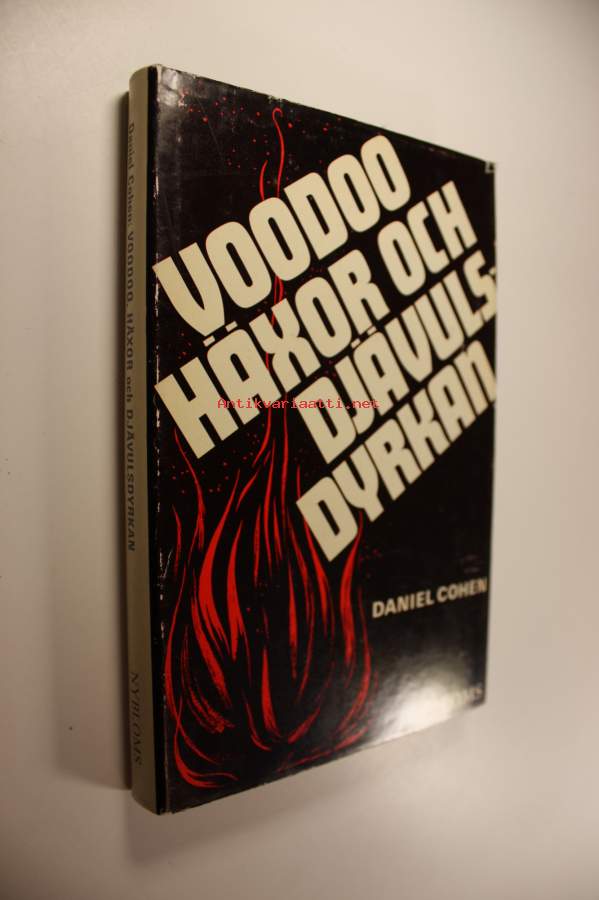 Daniel Cohen: VOODOO, HÄXOR och DJÄVULSDYRKAN
NYBLOMS
VOODOO
HÄXOR OCH
DJÄVULS-
DYRKAN
Antikvariaatti.net
DANIEL COHEN